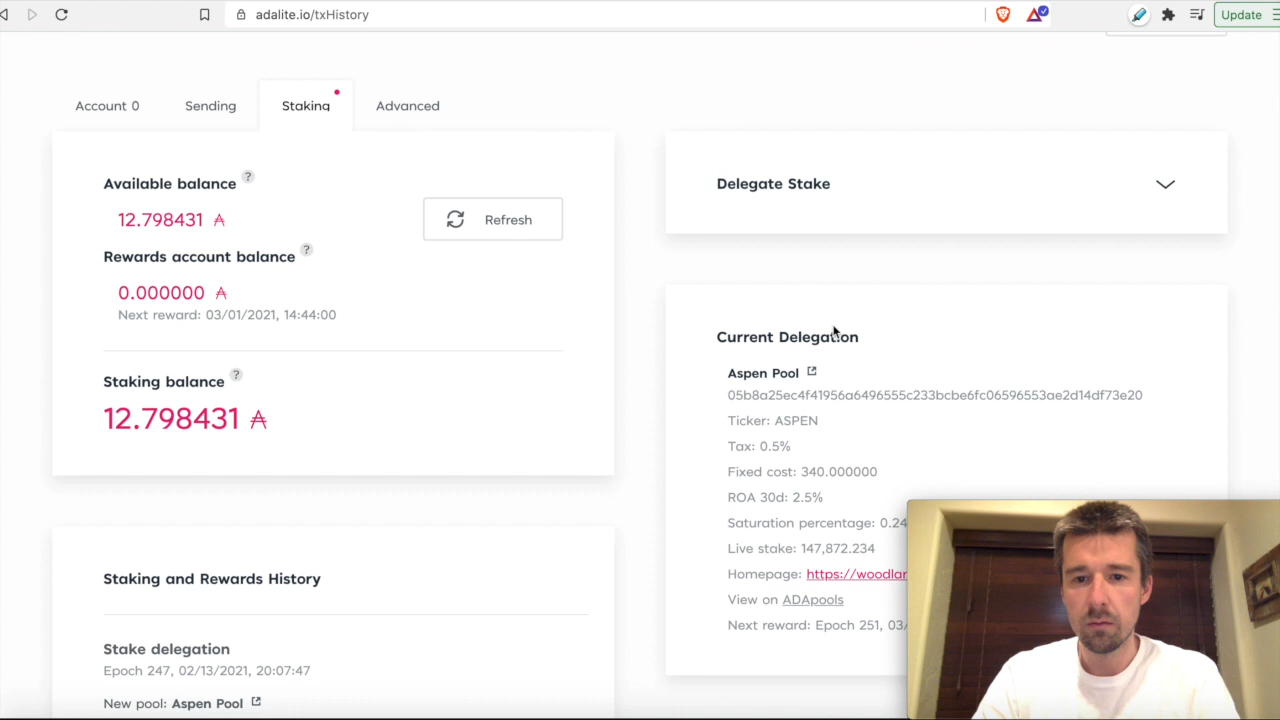 adalite.io/txHistory
Update
Account 0
Sending
Staking
Advanced
Available balance ?
12.798431 ₳
Refresh
Rewards account balance ?
0.000000 ₳
Next reward: 03/01/2021, 14:44:00
Staking balance ?
12.798431 ₳
Staking and Rewards History
Stake delegation
Epoch 247, 02/13/2021, 20:07:47
New pool: Aspen Pool
Delegate Stake
Current Delegation
Aspen Pool
05b8a25ec4f41956a6496555c233bcbe6fc06596553ae2d14df73e20
Ticker: ASPEN
Tax: 0.5%
Fixed cost: 340.000000
ROA 30d: 2.5%
Saturation percentage: 0.24
Live stake: 147,872.234
Homepage: https://woodlar
View on ADApools
Next reward: Epoch 251, 03/